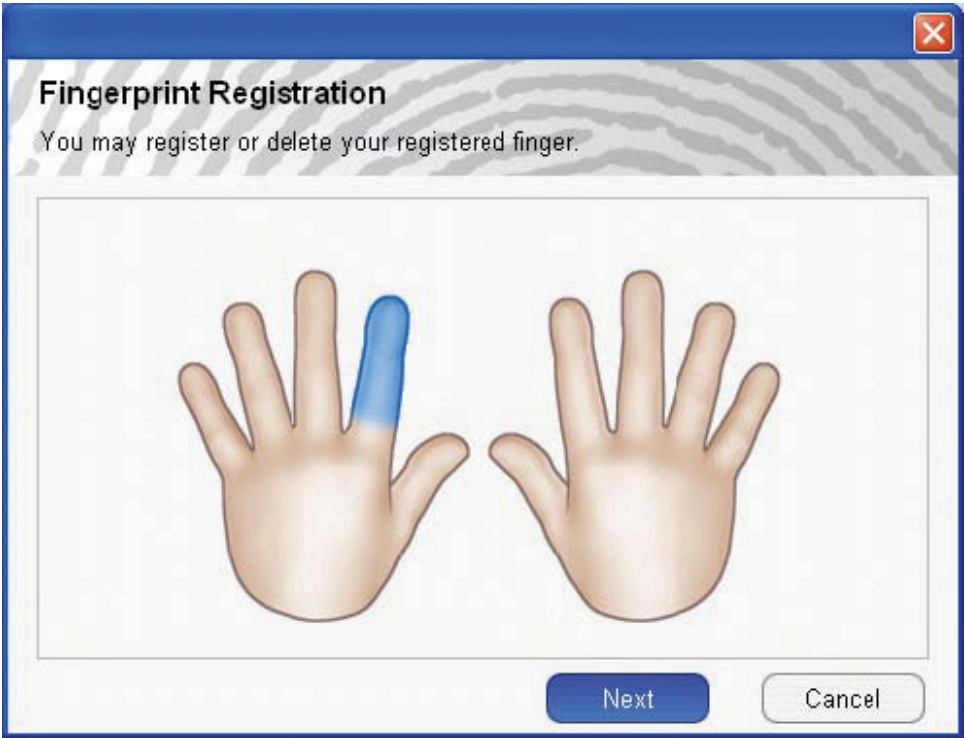 Fingerprint Registration
You may register or delete your registered finger.
Next
Cancel